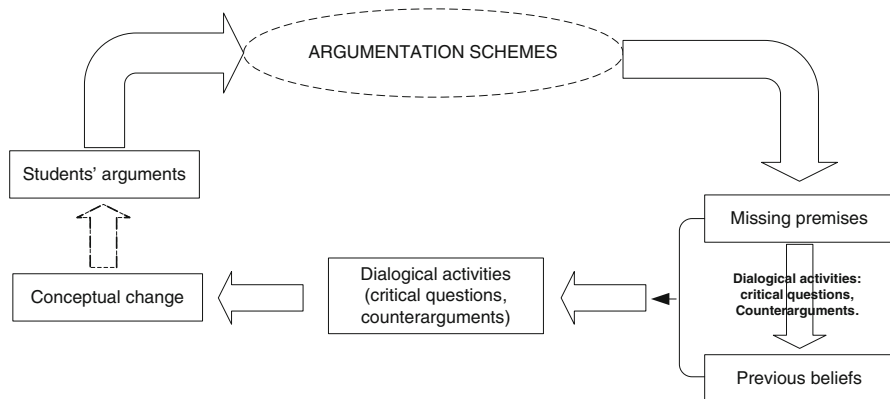 ARGUMENTATION SCHEMES
Students’ arguments
Missing premises
Dialogical activities:
critical questions,
Counterarguments.
Dialogical activities
(critical questions,
counterarguments)
Conceptual change
Previous beliefs